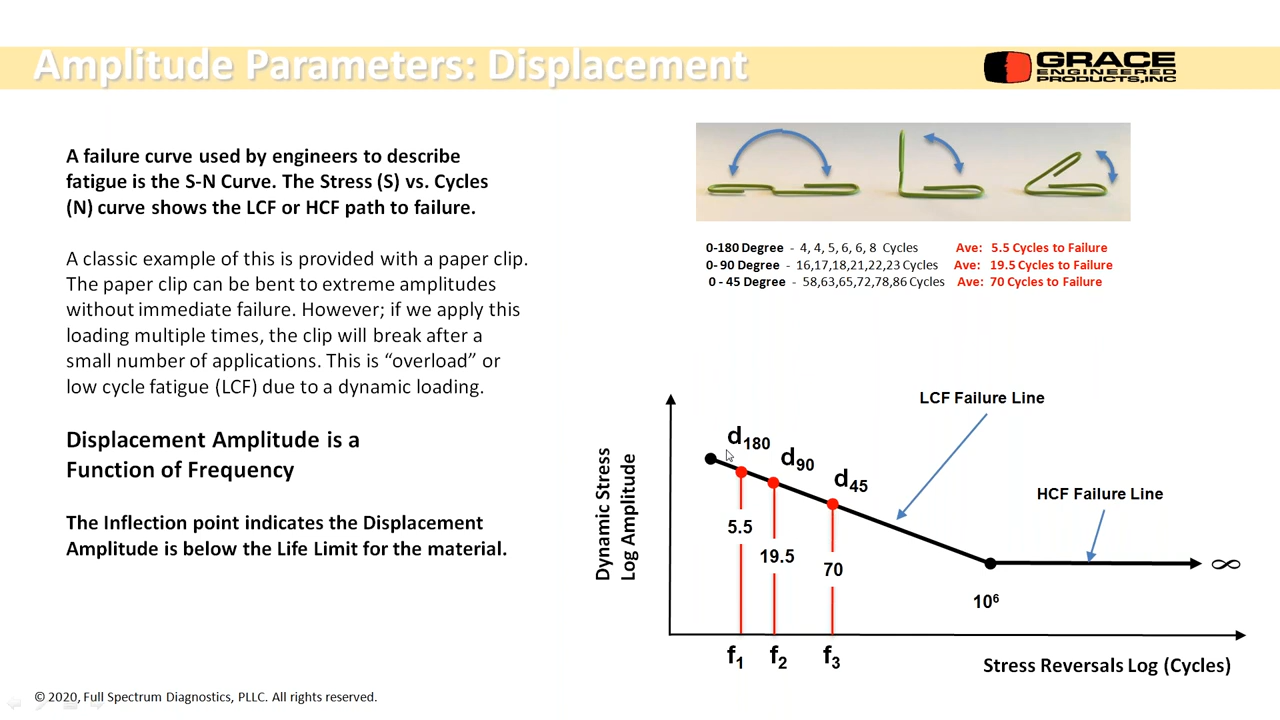 Amplitude Parameters: Displacement
GRACE
ENGINEERED
PRODUCTS, INC
A failure curve used by engineers to describe
fatigue is the S-N Curve. The Stress (S) vs. Cycles
(N) curve shows the LCF or HCF path to failure.
A classic example of this is provided with a paper clip.
The paper clip can be bent to extreme amplitudes
without immediate failure. However; if we apply this
loading multiple times, the clip will break after a
small number of applications. This is “overload” or
low cycle fatigue (LCF) due to a dynamic loading.
Displacement Amplitude is a
Function of Frequency
The Inflection point indicates the Displacement
Amplitude is below the Life Limit for the material.
0-180 Degree - 4, 4, 5, 6, 6, 8 Cycles Ave: 5.5 Cycles to Failure
0- 90 Degree - 16,17,18,21,22,23 Cycles Ave: 19.5 Cycles to Failure
0 - 45 Degree - 58,63,65,72,78,86 Cycles Ave: 70 Cycles to Failure
LCF Failure Line
HCF Failure Line
d180
d90
d45
Dynamic Stress
Log Amplitude
5.5
19.5
70
10⁶
∞
f1 f2 f3
Stress Reversals Log (Cycles)
© 2020, Full Spectrum Diagnostics, PLLC. All rights reserved.